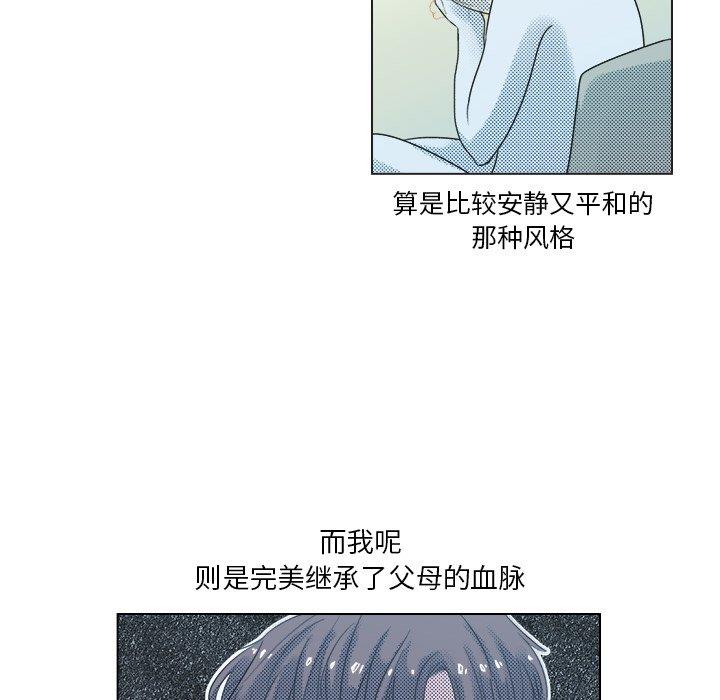 算是比较安静又平和的
那种风格
而我呢
则是完美继承了父母的血脉